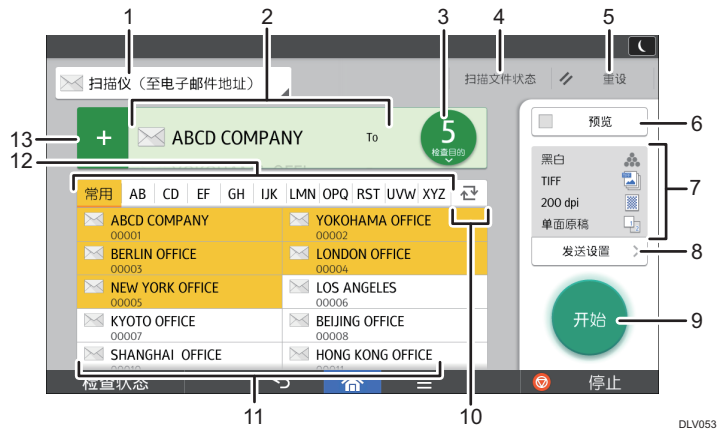 1 2 3 4 5
扫描仪（至电子邮件地址）
扫描文件状态 重设
+ ABCD COMPANY To 5
检查目的
预览 6
13
12
常用 AB CD EF GH IJK LMN OPQ RST UVW XYZ
黑白
TIFF
200 dpi
单面原稿
7
发送设置 8
ABCD COMPANY YOKOHAMA OFFICE
00001 00002
BERLIN OFFICE LONDON OFFICE
00003 00004
NEW YORK OFFICE LOS ANGELES
00005 00006
KYOTO OFFICE BEIJING OFFICE
00007 00008
SHANGHAI OFFICE HONG KONG OFFICE
开始 9
检查状态 停止
11 10
DLV053